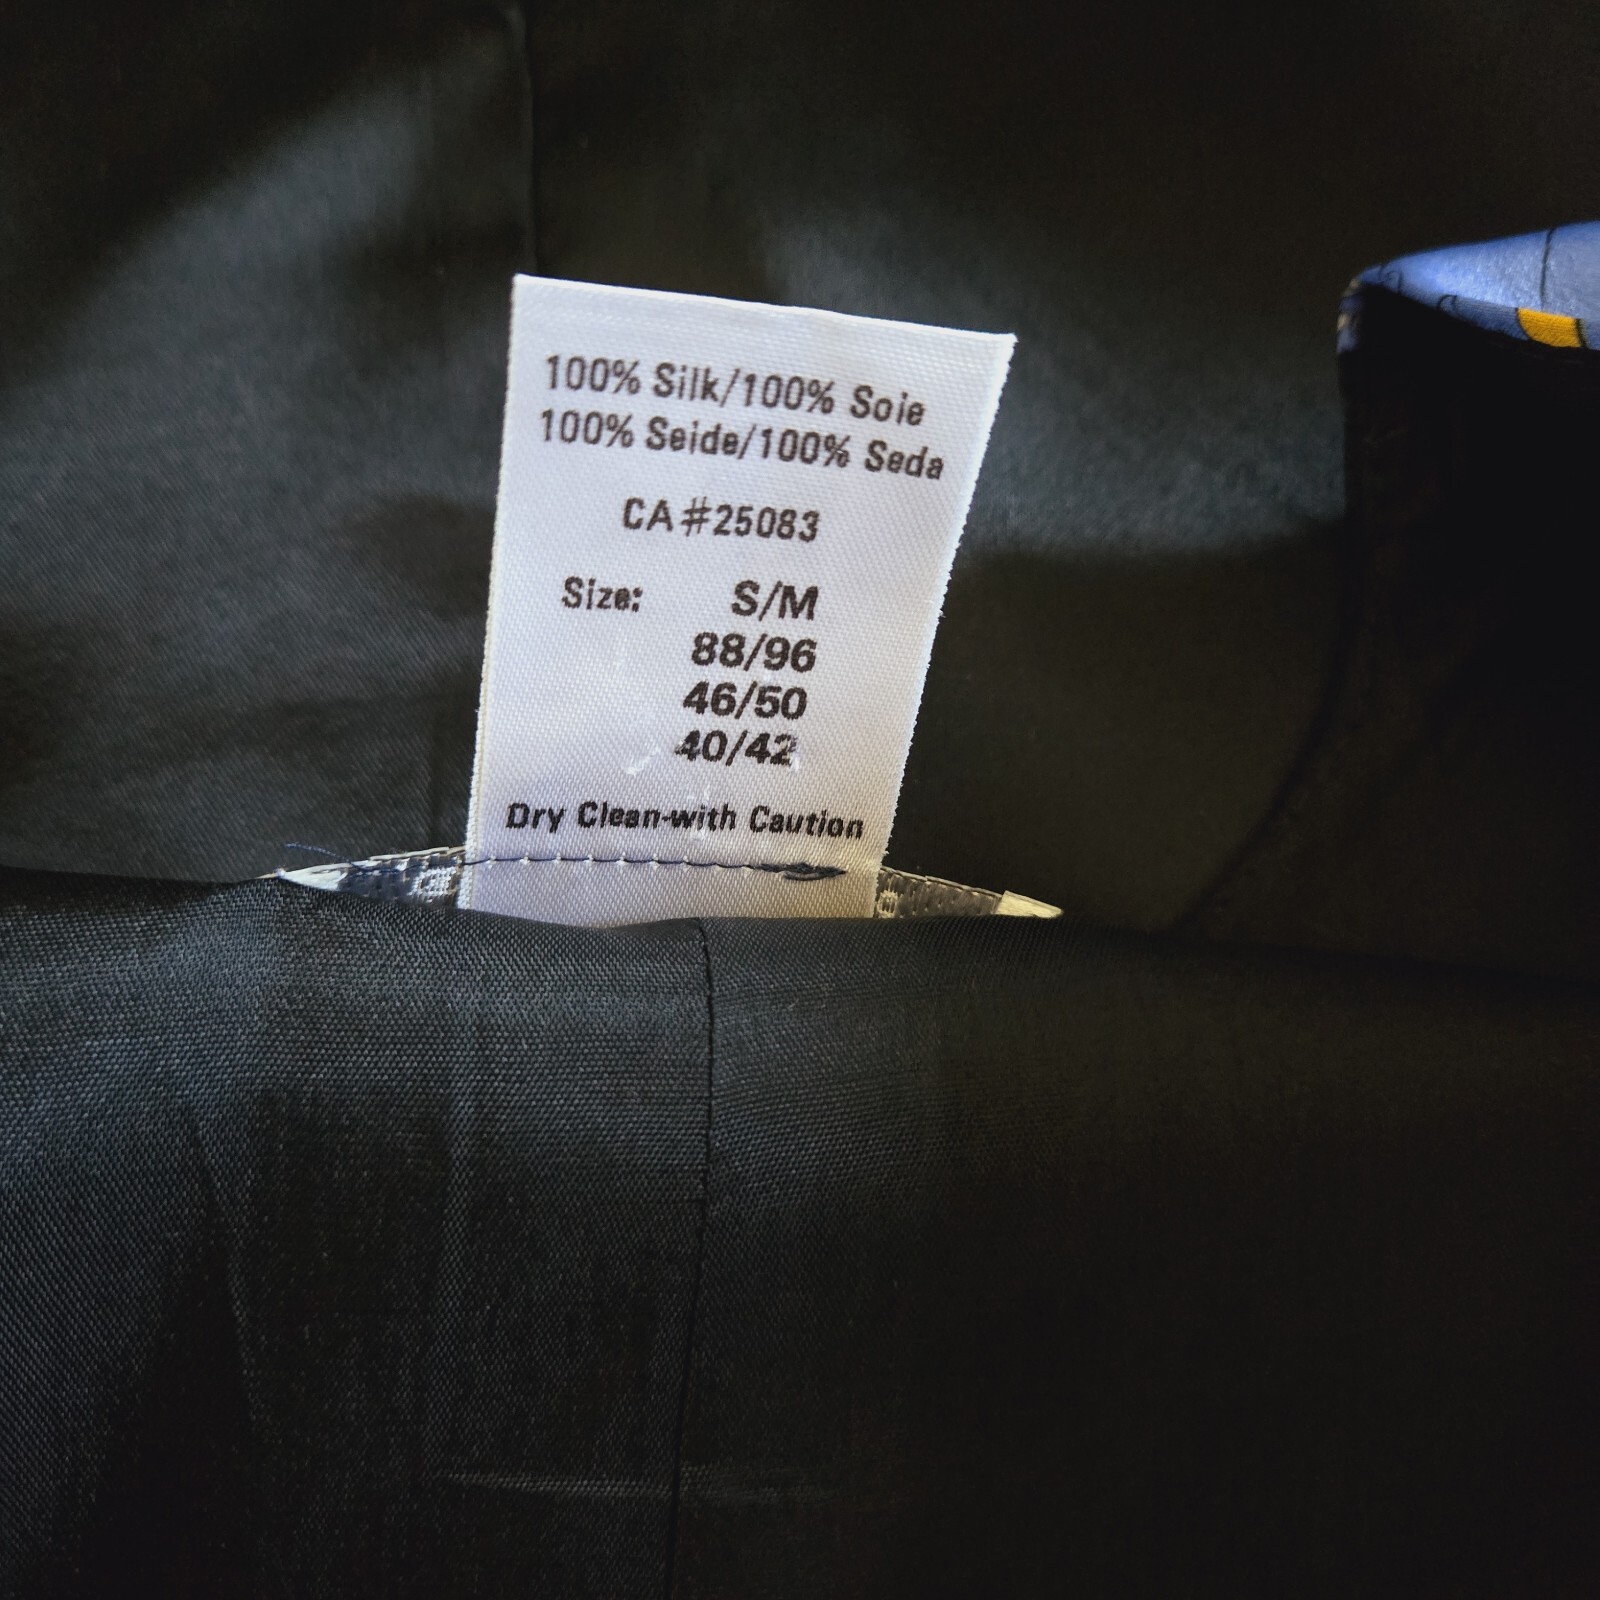 100% Silk/100% Soie
100% Seide/100% Seda
CA#25083
Size: S/M
88/96
46/50
40/42
Dry Clean-with Caution